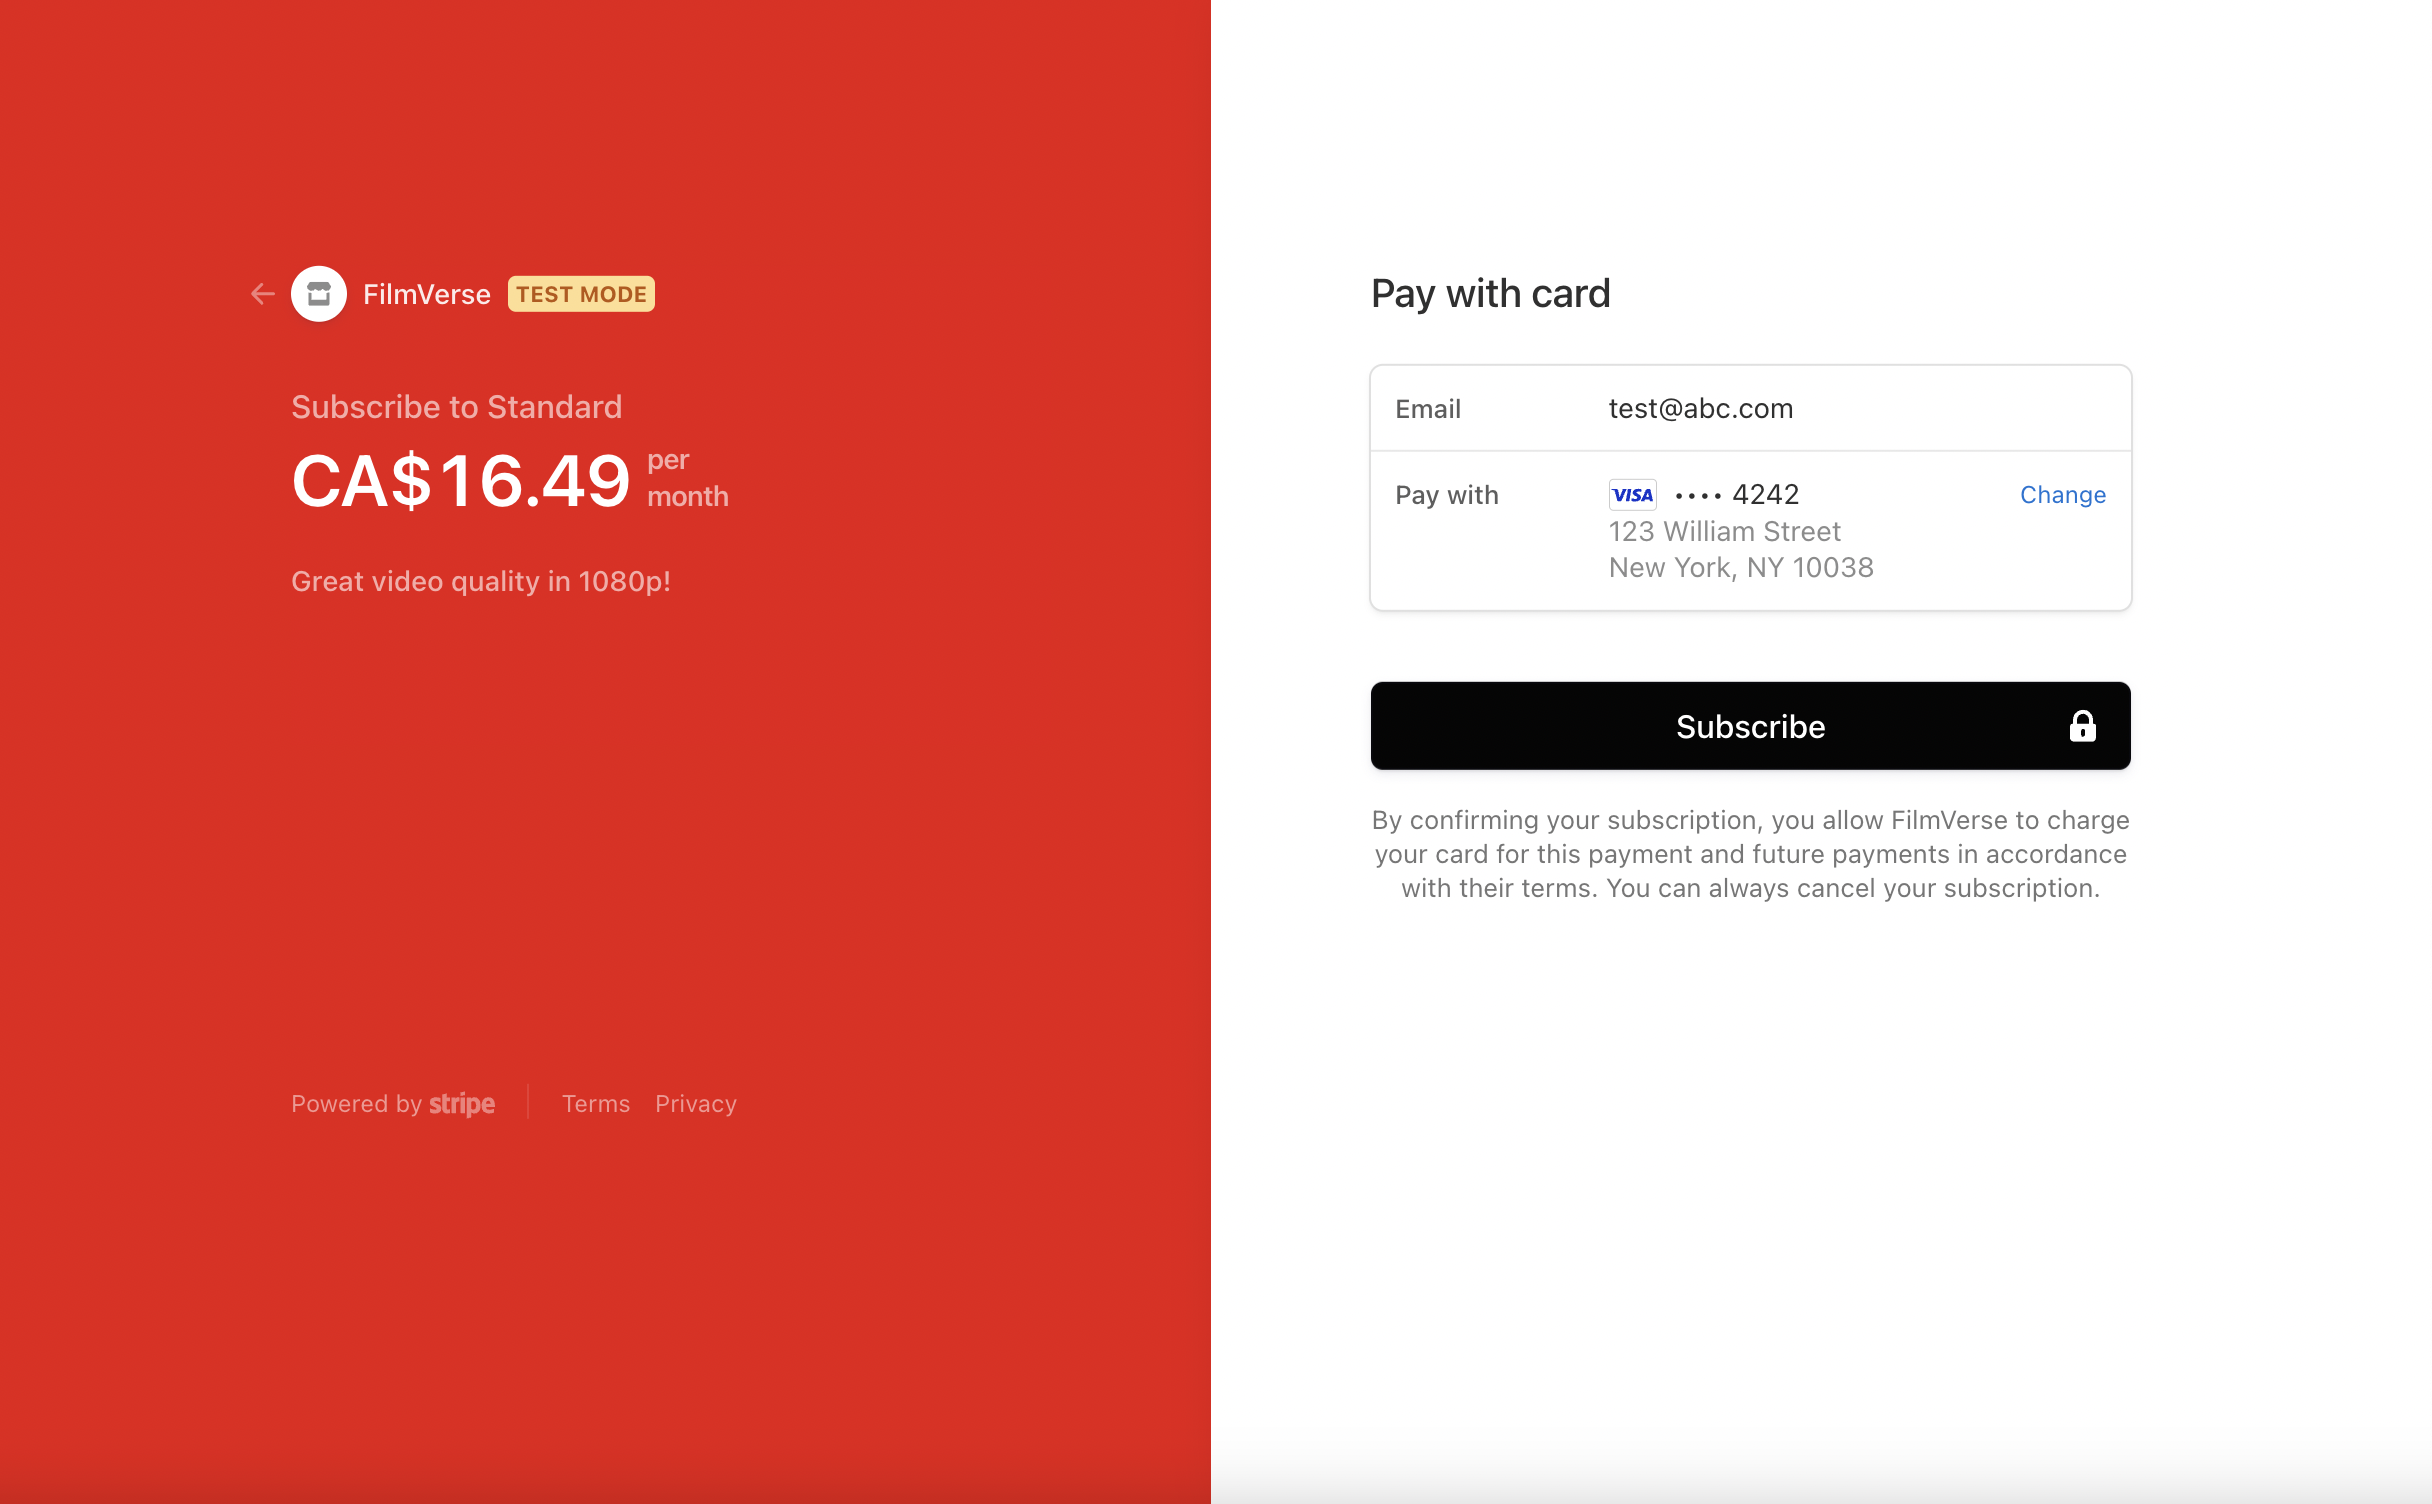 FilmVerse TEST MODE
Subscribe to Standard
CA$16.49 per
month
Great video quality in 1080p!
Powered by stripe Terms Privacy
Pay with card
Email test@abc.com
Pay with VISA •••• 4242 Change
123 William Street
New York, NY 10038
Subscribe
By confirming your subscription, you allow FilmVerse to charge
your card for this payment and future payments in accordance
with their terms. You can always cancel your subscription.